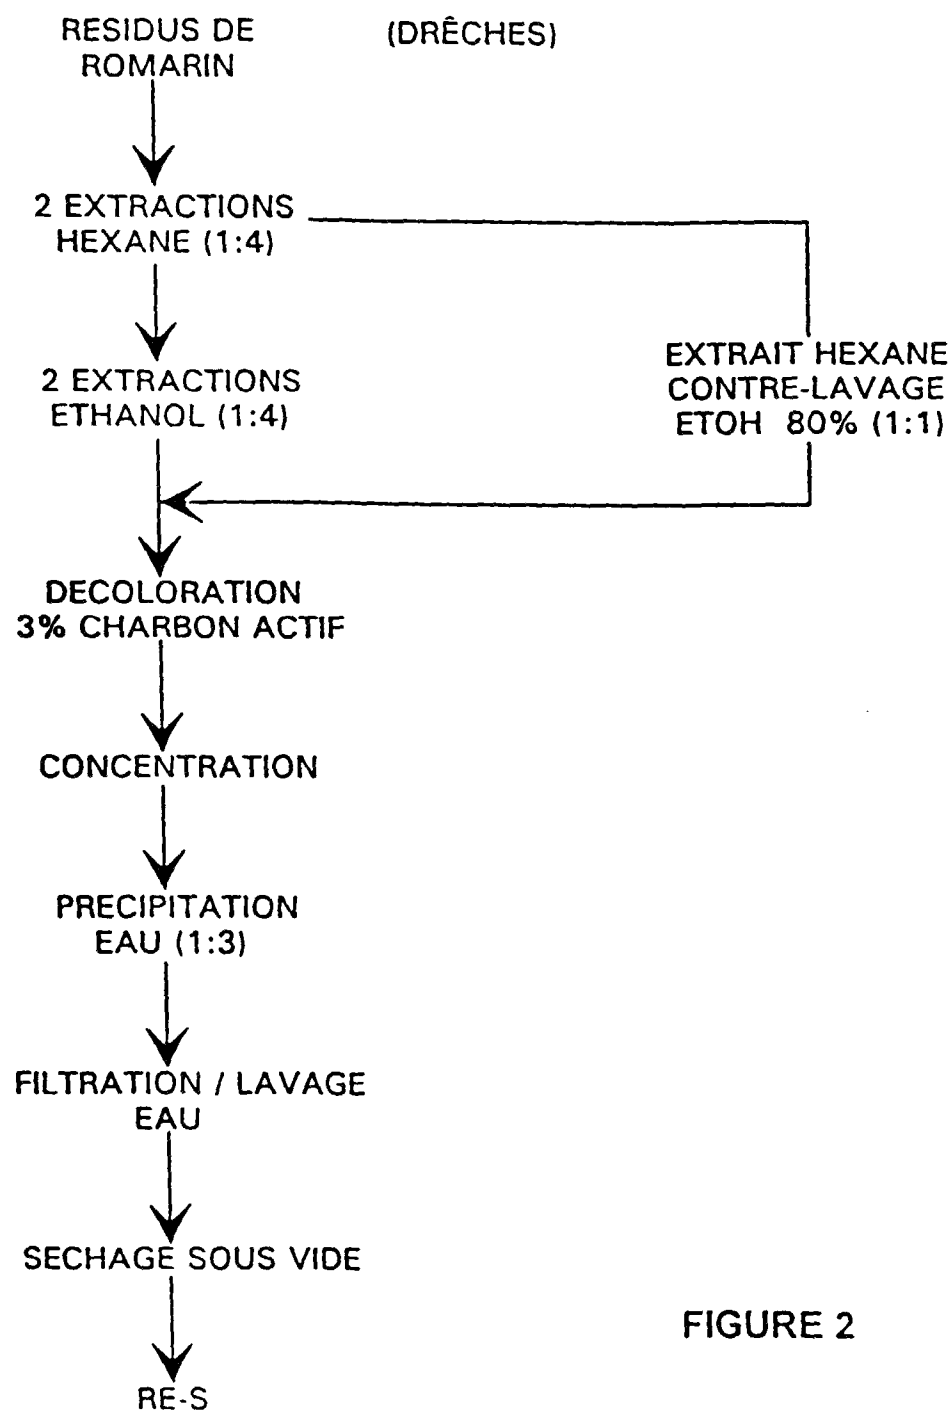 RESIDUS DE
ROMARIN
(DRÊCHES)
2 EXTRACTIONS
HEXANE (1:4)
2 EXTRACTIONS
ETHANOL (1:4)
EXTRAIT HEXANE
CONTRE-LAVAGE
ETOH 80% (1:1)
DECOLORATION
3% CHARBON ACTIF
CONCENTRATION
PRECIPITATION
EAU (1:3)
FILTRATION / LAVAGE
EAU
SECHAGE SOUS VIDE
RE-S
FIGURE 2